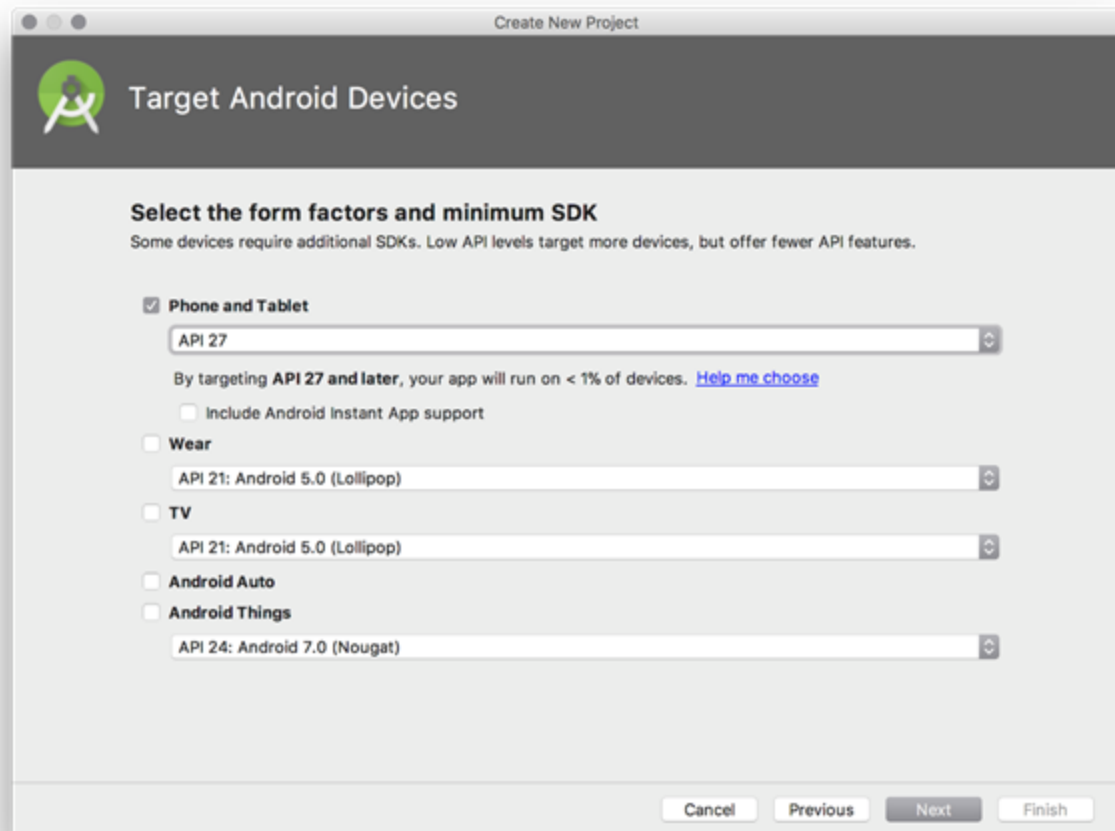 Create New Project
Target Android Devices
Select the form factors and minimum SDK
Some devices require additional SDKs. Low API levels target more devices, but offer fewer API features.
Phone and Tablet
API 27
By targeting API 27 and later, your app will run on < 1% of devices. Help me choose
Include Android Instant App support
Wear
API 21: Android 5.0 (Lollipop)
TV
API 21: Android 5.0 (Lollipop)
Android Auto
Android Things
API 24: Android 7.0 (Nougat)
Cancel Previous Next Finish